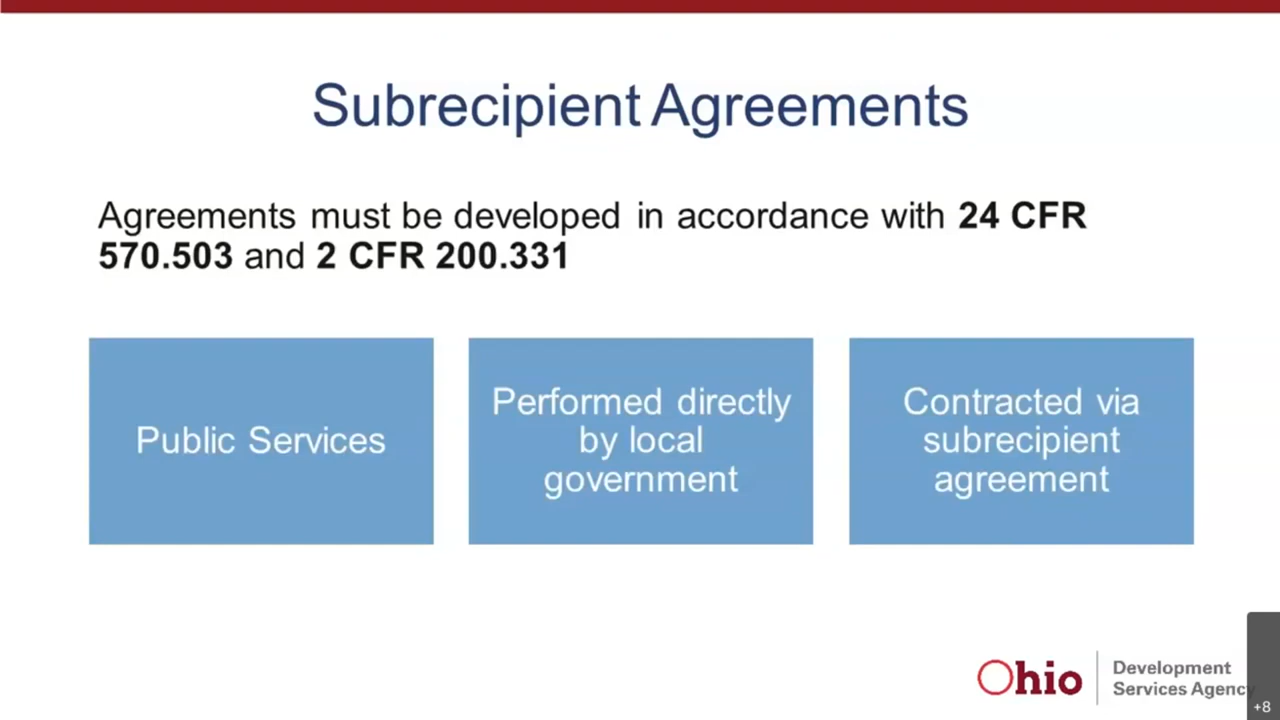 Subrecipient Agreements
Agreements must be developed in accordance with 24 CFR
570.503 and 2 CFR 200.331
Public Services
Performed directly
by local
government
Contracted via
subrecipient
agreement
Ohio
Development
Services Agency
+8